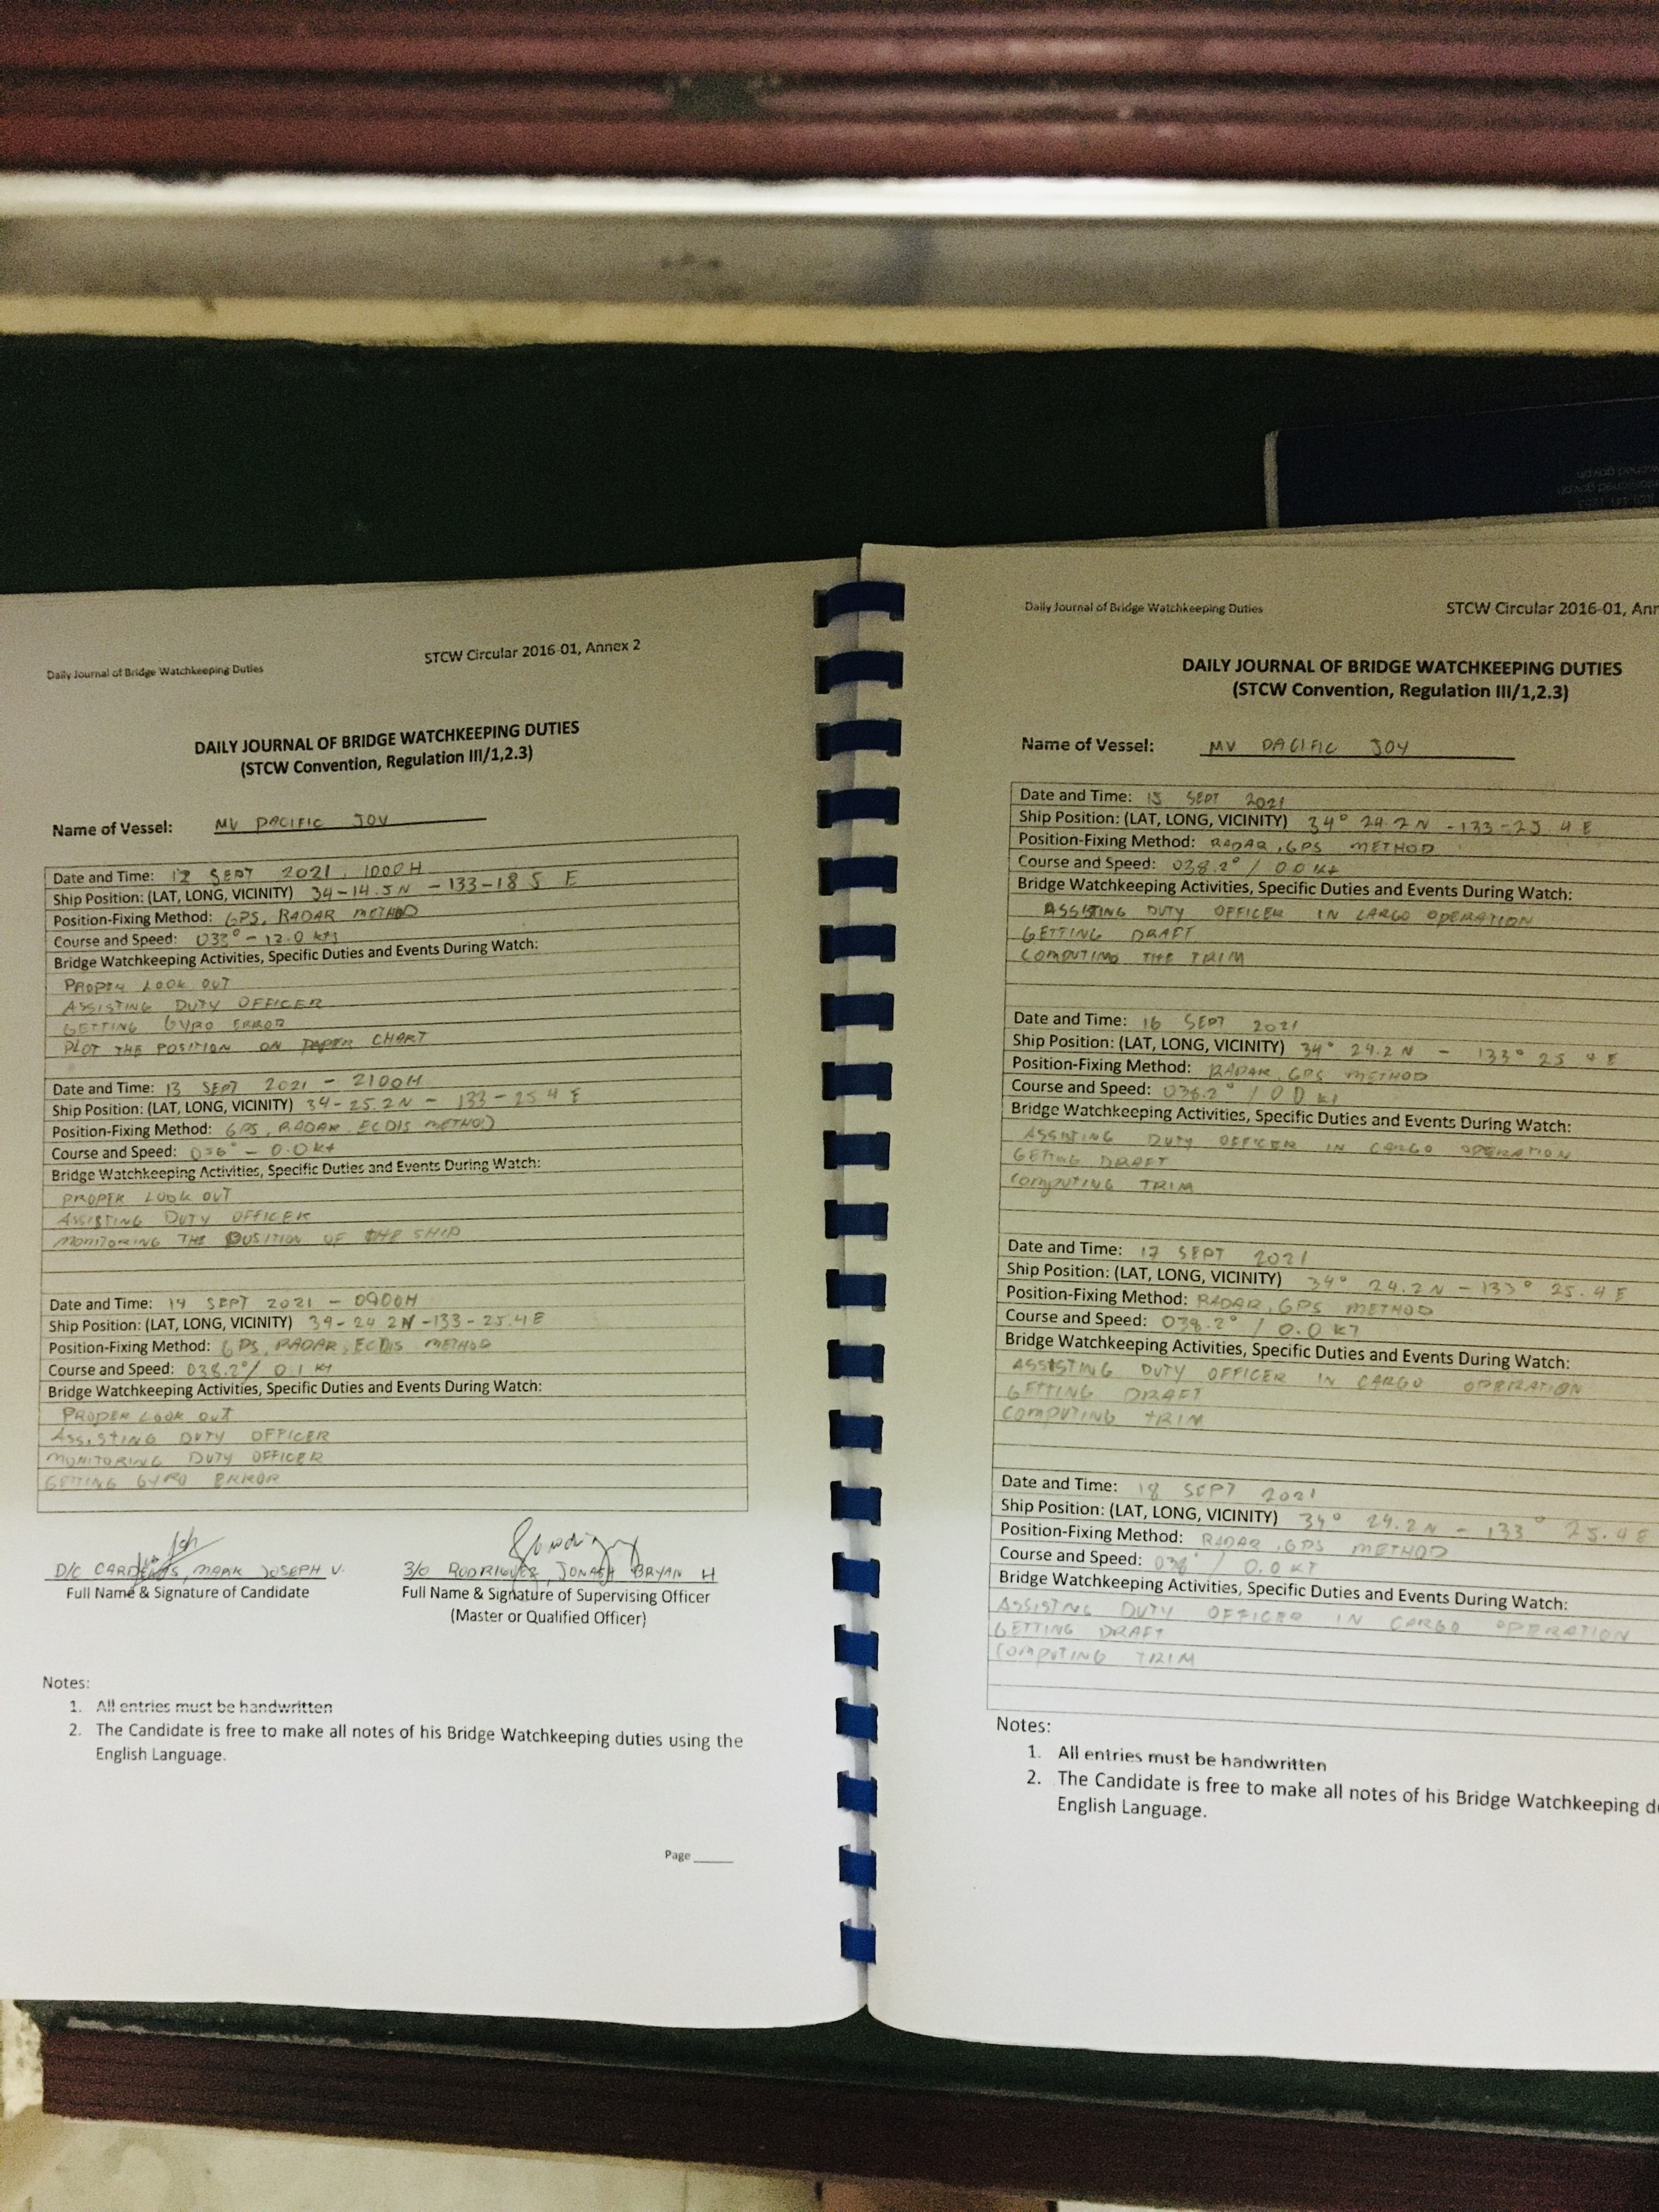 Daily Journal of Bridge Watchkeeping Duties
STCW Circular 2016-01, Annex 2
DAILY JOURNAL OF BRIDGE WATCHKEEPING DUTIES
(STCW Convention, Regulation III/1,2.3)
Name of Vessel: MV PACIFIC JOY
Date and Time: 12 SEPT 2021, 1000H
Ship Position: (LAT, LONG, VICINITY) 34-14.5N - 133-18 5 E
Position-Fixing Method: GPS, RADAR METHOD
Course and Speed: 033° - 12.0 kts
Bridge Watchkeeping Activities, Specific Duties and Events During Watch:
PROPER LOOK OUT
ASSISTING DUTY OFFICER
GETTING GYRO ERROR
PLOT THE POSITION ON PAPER CHART
Date and Time: 13 SEPT 2021 - 2100H
Ship Position: (LAT, LONG, VICINITY) 34-25.2N - 133-25 4 E
Position-Fixing Method: GPS, RADAR, ECDIS METHOD
Course and Speed: - 0.0 kt
Bridge Watchkeeping Activities, Specific Duties and Events During Watch:
PROPER LOOK OUT
ASSISTING DUTY OFFICER
MONITORING THE POSITION OF THE SHIP
Date and Time: 14 SEPT 2021 - 0900H
Ship Position: (LAT, LONG, VICINITY) 34-24 2N -133-25.4E
Position-Fixing Method: GPS, RADAR, ECDIS METHOD
Course and Speed: 038.2°/ 0.1 KT
Bridge Watchkeeping Activities, Specific Duties and Events During Watch:
PROPER LOOK OUT
ASSISTING DUTY OFFICER
MONITORING DUTY OFFICER
GETTING GYRO ERROR
D/C CARDENAS, MARK JOSEPH V.
3/O RODRIGUEZ, JONASH BRYAN H
Full Name & Signature of Candidate
Full Name & Signature of Supervising Officer
(Master or Qualified Officer)
Notes:
1. All entries must be handwritten
2. The Candidate is free to make all notes of his Bridge Watchkeeping duties using the
English Language.
Page
Daily Journal of Bridge Watchkeeping Duties
STCW Circular 2016-01, Ann
DAILY JOURNAL OF BRIDGE WATCHKEEPING DUTIES
(STCW Convention, Regulation III/1,2.3)
Name of Vessel: MV PACIFIC JOY
Date and Time: 15 SEPT 2021
Ship Position: (LAT, LONG, VICINITY) 34° 24.2 N - 133-25. 4 E
Position-Fixing Method: RADAR, GPS METHOD
Course and Speed: 038.2° / 0.0 Kt
Bridge Watchkeeping Activities, Specific Duties and Events During Watch:
ASSISTING DUTY OFFICER IN CARGO OPERATION
GETTING DRAFT
COMPUTING THE TRIM
Date and Time: 16 SEPT 2021
Ship Position: (LAT, LONG, VICINITY) 34° 24.2 N - 133° 25 4 E
Position-Fixing Method: RADAR, GPS METHOD
Course and Speed: 038.2° / 0 0 kt
Bridge Watchkeeping Activities, Specific Duties and Events During Watch:
ASSISTING DUTY OFFICER IN CARGO OPERATION
GETTING DRAFT
COMPUTING TRIM
Date and Time: 17 SEPT 2021
Ship Position: (LAT, LONG, VICINITY) 34° 24.2 N - 133° 25.4 E
Position-Fixing Method: RADAR, GPS METHOD
Course and Speed: 038.2° / 0.0 KT
Bridge Watchkeeping Activities, Specific Duties and Events During Watch:
ASSISTING DUTY OFFICER IN CARGO OPERATION
GETTING DRAFT
COMPUTING TRIM
Date and Time: 18 SEPT 2021
Ship Position: (LAT, LONG, VICINITY) 34° 24.2 N - 133° 25.4 E
Position-Fixing Method: RADAR, GPS METHOD
Course and Speed: 038° / 0.0 KT
Bridge Watchkeeping Activities, Specific Duties and Events During Watch:
ASSISTING DUTY OFFICER IN CARGO OPERATION
GETTING DRAFT
COMPUTING TRIM
Notes:
1. All entries must be handwritten
2. The Candidate is free to make all notes of his Bridge Watchkeeping d
English Language.